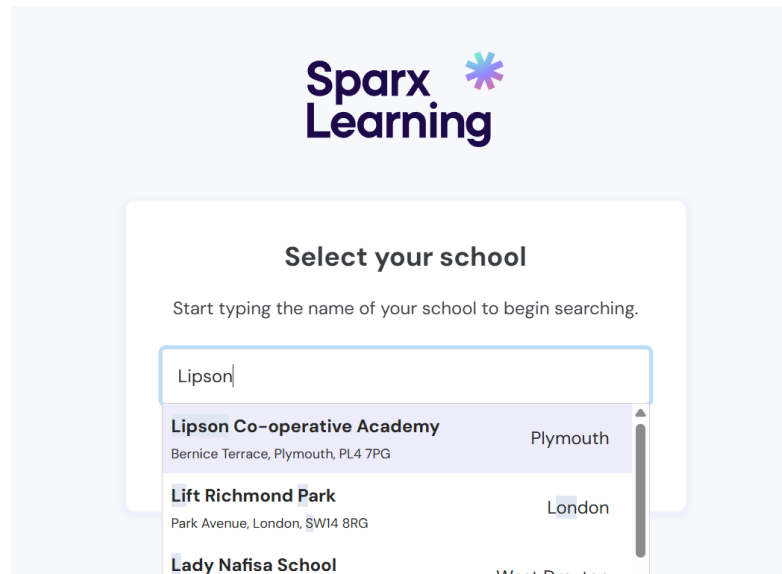 Sparx
Learning
Select your school
Start typing the name of your school to begin searching.
Lipson
Lipson Co-operative Academy
Plymouth
Bernice Terrace, Plymouth, PL4 7PG
Lift Richmond Park
London
Park Avenue, London, SW14 8RG
Lady Nafisa School